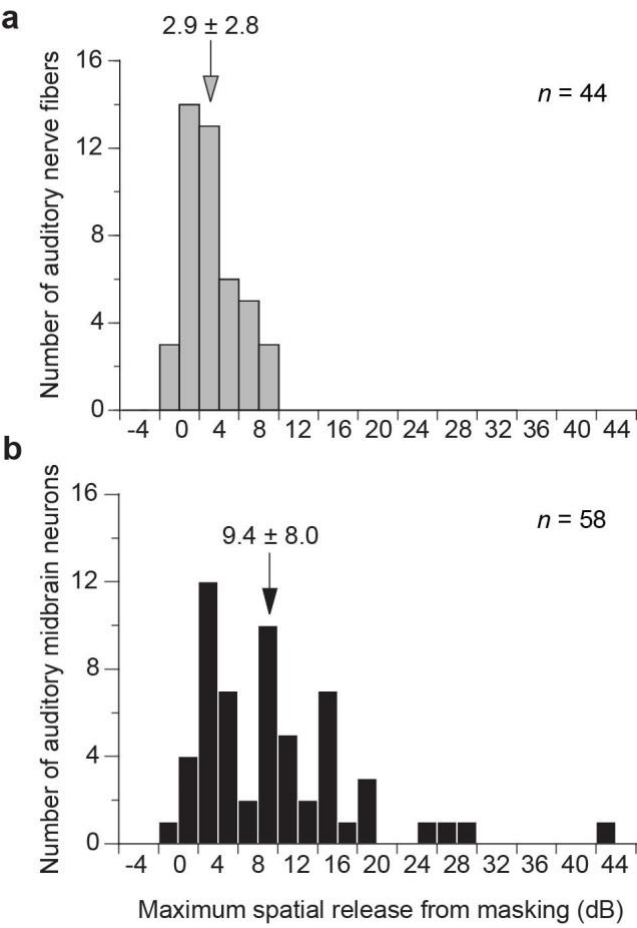 a
2.9 ± 2.8
Number of auditory nerve fibers
16
12
8
4
0
n = 44
-4 0 4 8 12 16 20 24 28 32 36 40 44
b
9.4 ± 8.0
Number of auditory midbrain neurons
16
12
8
4
0
n = 58
-4 0 4 8 12 16 20 24 28 32 36 40 44
Maximum spatial release from masking (dB)